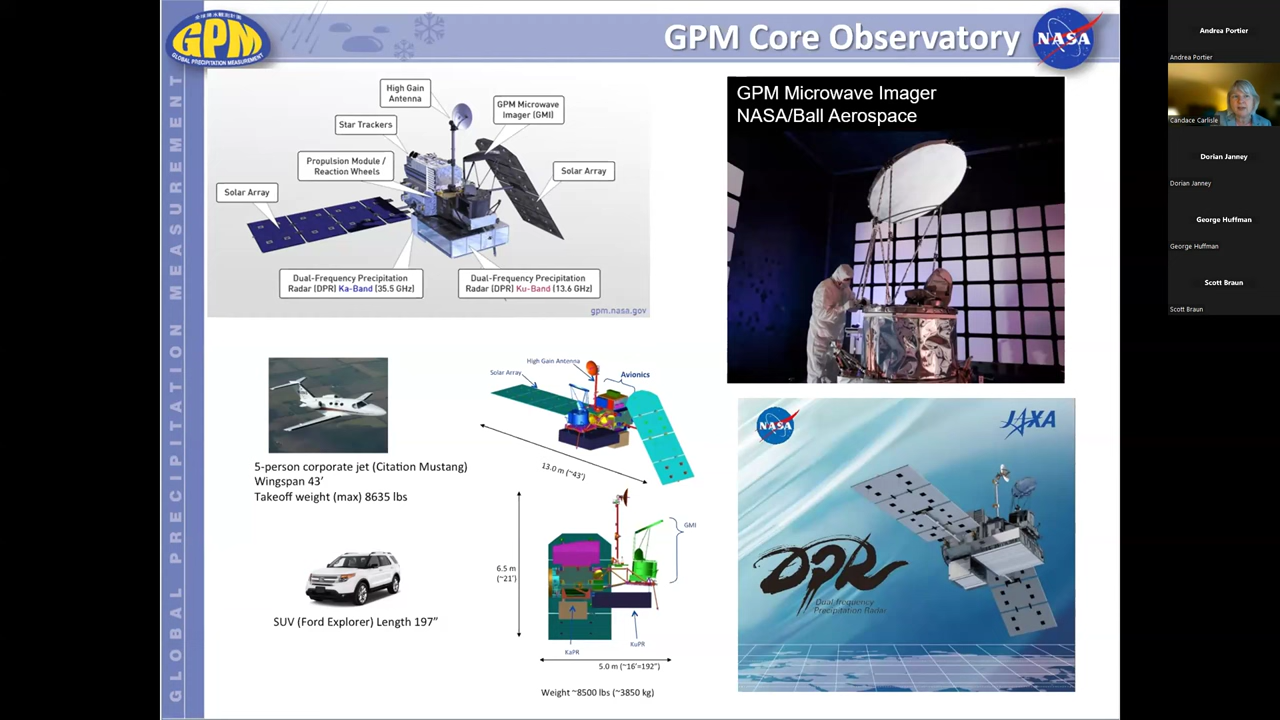 GPM
GLOBAL PRECIPITATION MEASUREMENT
GPM Core Observatory
NASA
GLOBAL PRECIPITATION MEASUREMENT
High Gain
Antenna
GPM Microwave
Imager (GMI)
Star Trackers
Propulsion Module /
Reaction Wheels
Solar Array
Solar Array
Dual-Frequency Precipitation
Radar (DPR) Ka-Band (35.5 GHz)
Dual-Frequency Precipitation
Radar (DPR) Ku-Band (13.6 GHz)
gpm.nasa.gov
GPM Microwave Imager
NASA/Ball Aerospace
5-person corporate jet (Citation Mustang)
Wingspan 43’
Takeoff weight (max) 8635 lbs
SUV (Ford Explorer) Length 197”
High Gain Antenna
Solar Array
Avionics
13.0 m (~43’)
GMI
6.5 m
(~21’)
KaPR
KuPR
5.0 m (~16’=192”)
Weight ~8500 lbs (~3850 kg)
NASA
JAXA
DPR
Dual-frequency
Precipitation Radar
Andrea Portier
Andrea Portier
Candace Carlisle
Dorian Janney
Dorian Janney
George Huffman
George Huffman
Scott Braun
Scott Braun